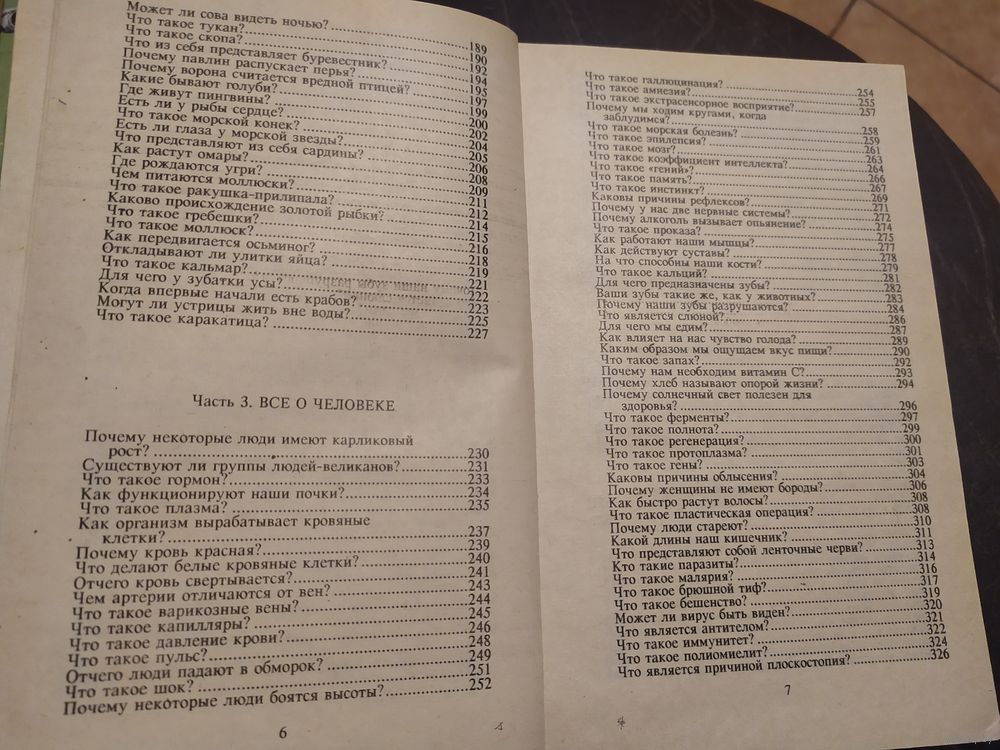 Может ли сова видеть ночью?..........189
Что такое тукан?..........190
Что такое скопа?..........192
Что из себя представляет буревестник?..........194
Почему павлин распускает перья?..........195
Почему ворона считается вредной птицей?..........197
Какие бывают голуби?..........199
Где живут пингвины?..........200
Есть ли у рыбы сердце?..........202
Что такое морской конек?..........204
Есть ли глаза у морской звезды?..........205
Что представляют из себя сардины?..........206
Как растут омары?..........208
Где рождаются угри?..........209
Чем питаются моллюски?..........211
Что такое ракушка-прилипала?..........212
Каково происхождение золотой рыбки?..........214
Что такое гребешки?..........215
Что такое моллюск?..........216
Как передвигается осьминог?..........218
Откладывают ли улитки яйца?..........219
Что такое кальмар?..........221
Для чего у зубатки усы?..........222
Когда впервые начали есть крабов?..........223
Могут ли устрицы жить вне воды?..........225
Что такое каракатица?..........227
Часть 3. ВСЕ О ЧЕЛОВЕКЕ
Почему некоторые люди имеют карликовый
рост?..........230
Существуют ли группы людей-великанов?..........231
Что такое гормон?..........233
Как функционируют наши почки?..........234
Что такое плазма?..........235
Как организм вырабатывает кровяные
клетки?..........237
Почему кровь красная?..........239
Что делают белые кровяные клетки?..........240
Отчего кровь свертывается?..........241
Чем артерии отличаются от вен?..........243
Что такое варикозные вены?..........244
Что такое капилляры?..........245
Что такое давление крови?..........246
Что такое пульс?..........248
Отчего люди падают в обморок?..........249
Что такое шок?..........251
Почему некоторые люди боятся высоты?..........252
6
Что такое галлюцинация?..........254
Что такое амнезия?..........255
Что такое экстрасенсорное восприятие?..........257
Почему мы ходим кругами, когда
заблудимся?..........258
Что такое морская болезнь?..........259
Что такое эпилепсия?..........261
Что такое мозг?..........263
Что такое коэффициент интеллекта?..........264
Что такое «гений»?..........266
Что такое память?..........267
Что такое инстинкт?..........269
Каковы причины рефлексов?..........271
Почему у нас две нервные системы?..........272
Почему алкоголь вызывает опьянение?..........274
Что такое проказа?..........275
Как работают наши мышцы?..........277
Как действуют суставы?..........278
На что способны наши кости?..........279
Что такое кальций?..........281
Для чего предназначены зубы?..........282
Ваши зубы такие же, как у животных?..........283
Почему наши зубы разрушаются?..........284
Что является слюной?..........286
Для чего мы едим?..........287
Как влияет на нас чувство голода?..........289
Каким образом мы ощущаем вкус пищи?..........290
Что такое запах?..........292
Почему нам необходим витамин С?..........293
Почему хлеб называют опорой жизни?..........294
Почему солнечный свет полезен для
здоровья?..........296
Что такое ферменты?..........297
Что такое полнота?..........299
Что такое регенерация?..........300
Что такое протоплазма?..........301
Что такое гены?..........303
Каковы причины облысения?..........304
Почему женщины не имеют бороды?..........306
Как быстро растут волосы?..........308
Что такое пластическая операция?..........308
Почему люди стареют?..........310
Какой длины наш кишечник?..........311
Что представляют собой ленточные черви?..........313
Кто такие паразиты?..........314
Что такое малярия?..........316
Что такое брюшной тиф?..........317
Что такое бешенство?..........319
Может ли вирус быть виден?..........320
Что является антителом?..........321
Что такое иммунитет?..........322
Что такое полиомиелит?..........324
Что является причиной плоскостопия?..........326
7